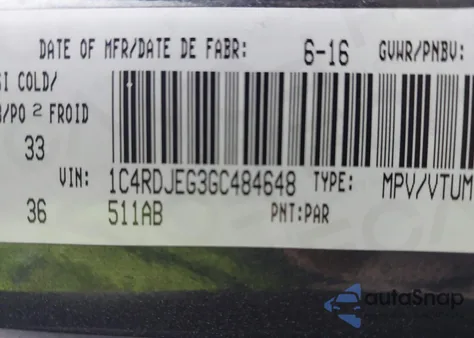 DATE OF MFR/DATE DE FABR: 6-16 GVWR/PNBV:
SI COLD/
/PO 2 FROID
33
VIN: 1C4RDJEG3GC484648 TYPE: MPV/VTUM
36 511AB PNT:PAR
autoSnap